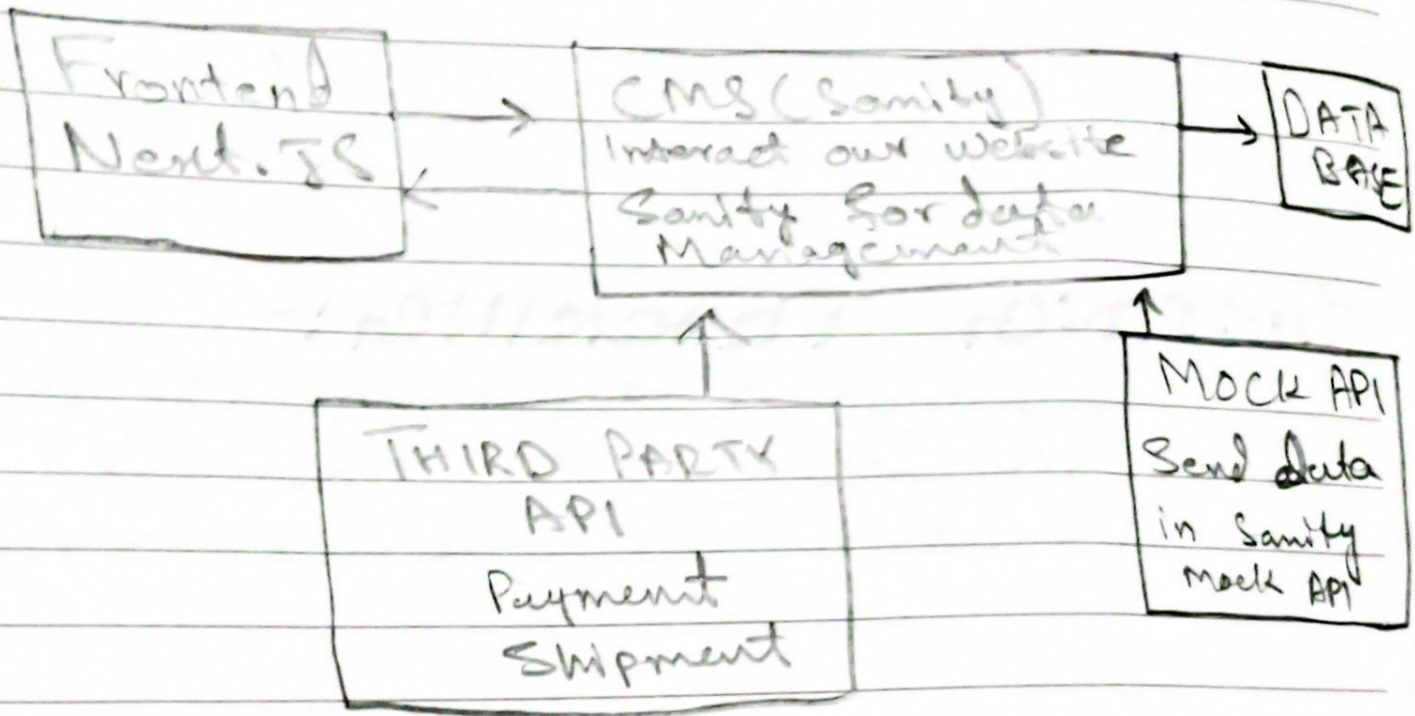 Frontend
Next.JS
CMS (Sanity)
Interact our website
Sanity for data
Management
DATA
BASE
THIRD PARTY
API
Payment
Shipment
MOCK API
Send data
in Sanity
Mock API